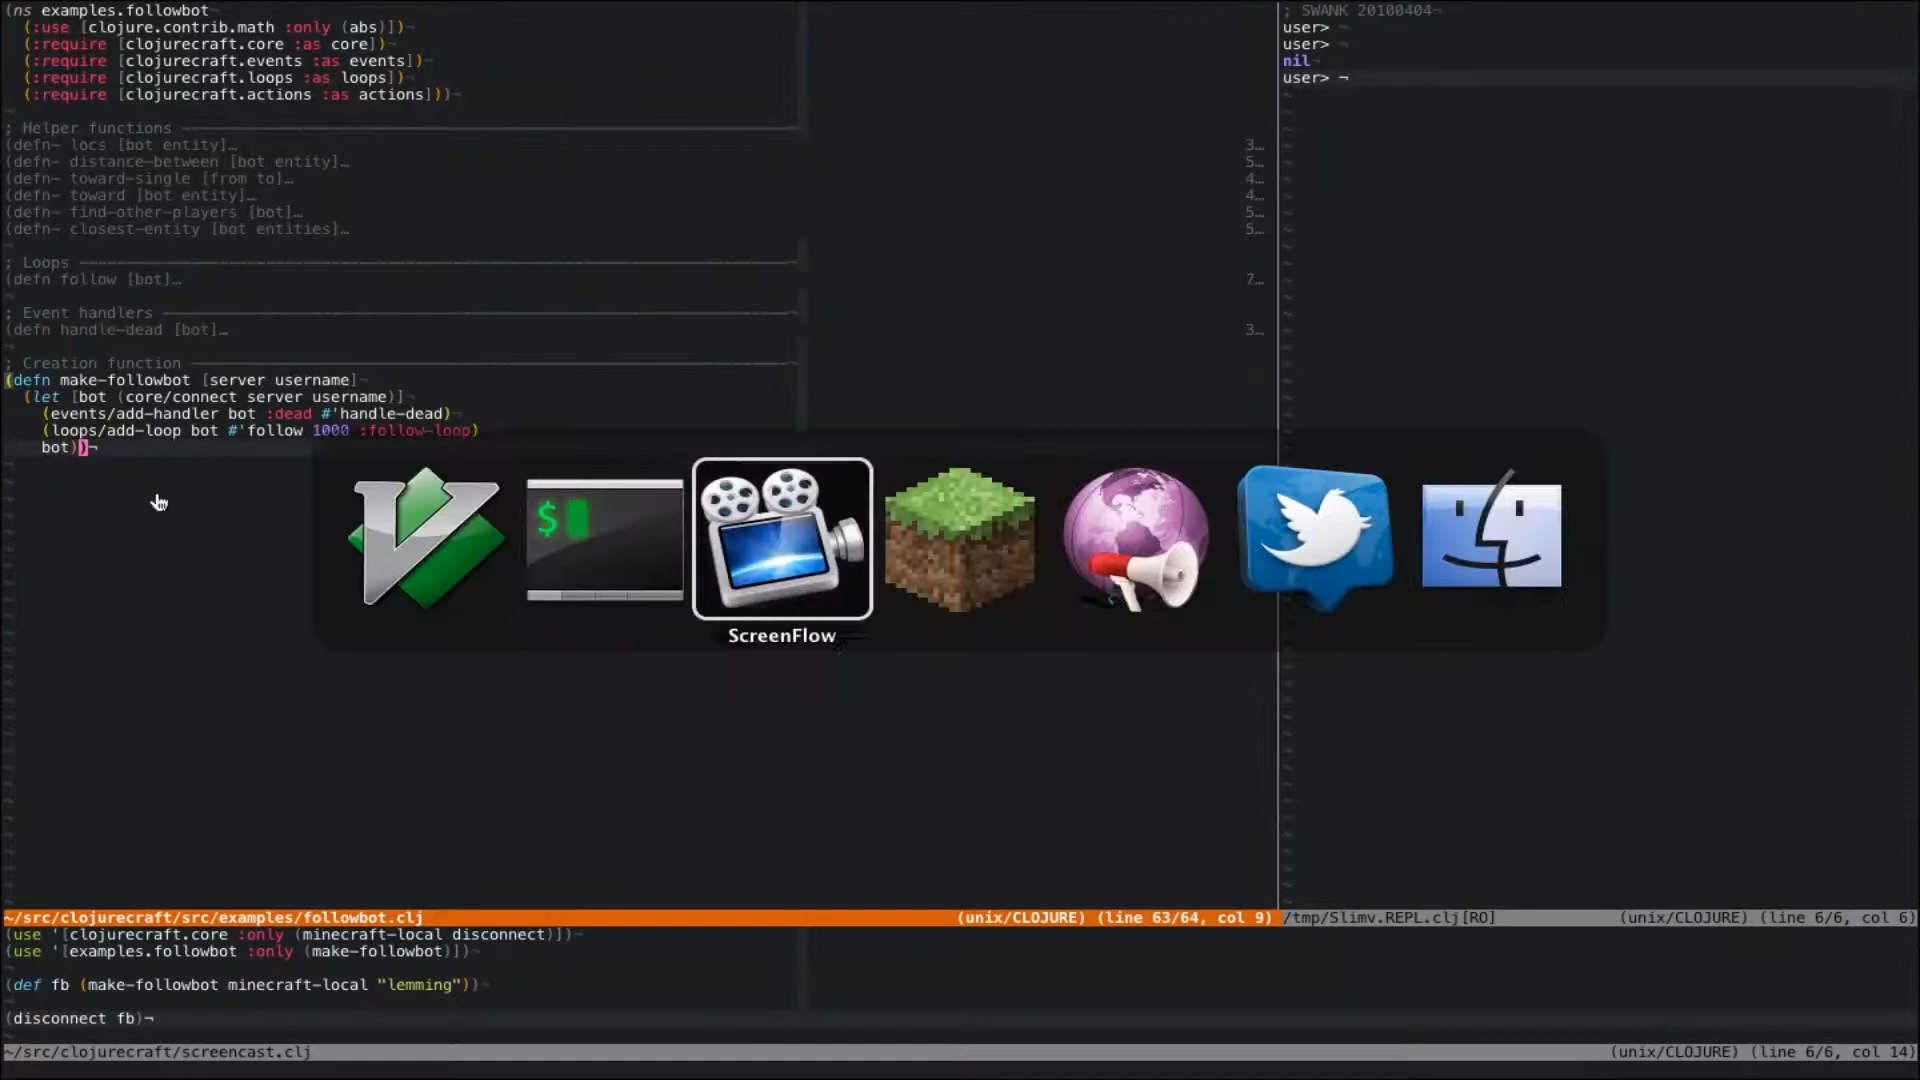 (ns examples.followbot¬
(:use [clojure.contrib.math :only (abs)])¬
(:require [clojurecraft.core :as core])¬
(:require [clojurecraft.events :as events])¬
(:require [clojurecraft.loops :as loops])¬
(:require [clojurecraft.actions :as actions]))¬
; Helper functions
(defn- locs [bot entity]… 3…
(defn- distance-between [bot entity]… 5…
(defn- toward-single [from to]… 4…
(defn- toward [bot entity]… 4…
(defn- find-other-players [bot]… 5…
(defn- closest-entity [bot entities]… 5…
¬
; Loops
(defn follow [bot]… 7…
¬
; Event handlers
(defn handle-dead [bot]… 3…
¬
; Creation function
(defn make-followbot [server username]¬
(let [bot (core/connect server username)]¬
(events/add-handler bot :dead #'handle-dead)¬
(loops/add-loop bot #'follow 1000 :follow-loop)
bot))¬
~/src/clojurecraft/src/examples/followbot.clj (unix/CLOJURE) (line 63/64, col 9)
(use '[clojurecraft.core :only (minecraft-local disconnect)])¬
(use '[examples.followbot :only (make-followbot)])¬
¬
(def fb (make-followbot minecraft-local "lemming"))¬
¬
(disconnect fb)¬
~/src/clojurecraft/screencast.clj (unix/CLOJURE) (line 6/6, col 14)
; SWANK 20100404¬
user> ¬
user> ¬
nil¬
user> ¬
/tmp/Slimv.REPL.clj[RO] (unix/CLOJURE) (line 6/6, col 6)
$
ScreenFlow